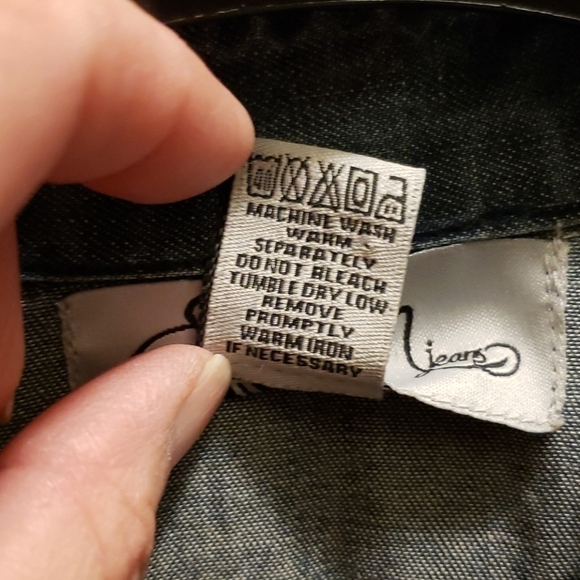 MACHINE WASH
WARM
SEPARATELY
DO NOT BLEACH
TUMBLE DRY LOW
REMOVE
PROMPTLY
WARM IRON
IF NECESSARY
jeans